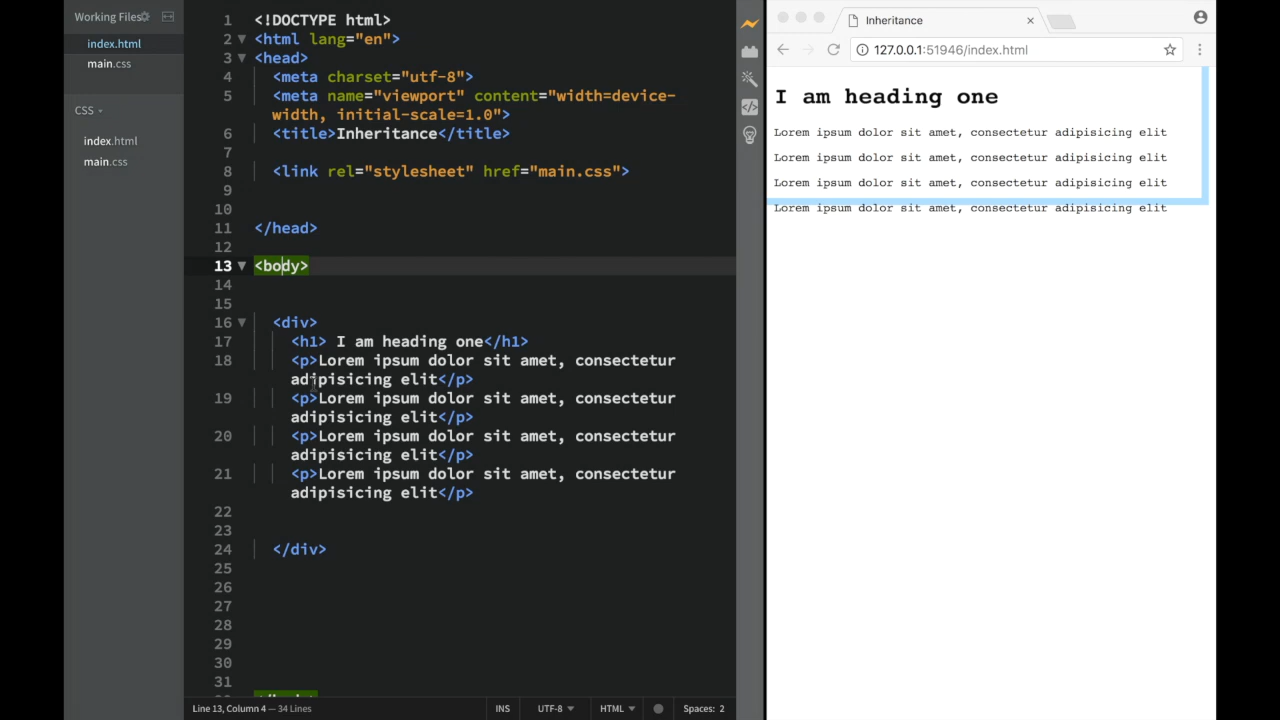 Working Files
index.html
main.css
CSS
index.html
main.css
1 <!DOCTYPE html>
2 <html lang="en">
3 <head>
4 <meta charset="utf-8">
5 <meta name="viewport" content="width=device-
width, initial-scale=1.0">
6 <title>Inheritance</title>
7
8 <link rel="stylesheet" href="main.css">
9
10
11 </head>
12
13 <body>
14
15
16 <div>
17 <h1> I am heading one</h1>
18 <p>Lorem ipsum dolor sit amet, consectetur
adipisicing elit</p>
19 <p>Lorem ipsum dolor sit amet, consectetur
adipisicing elit</p>
20 <p>Lorem ipsum dolor sit amet, consectetur
adipisicing elit</p>
21 <p>Lorem ipsum dolor sit amet, consectetur
adipisicing elit</p>
22
23
24 </div>
25
26
27
28
29
30
31
Line 13, Column 4 — 34 Lines
INS
UTF-8
HTML
Spaces: 2
Inheritance
127.0.0.1:51946/index.html
I am heading one
Lorem ipsum dolor sit amet, consectetur adipisicing elit
Lorem ipsum dolor sit amet, consectetur adipisicing elit
Lorem ipsum dolor sit amet, consectetur adipisicing elit
Lorem ipsum dolor sit amet, consectetur adipisicing elit